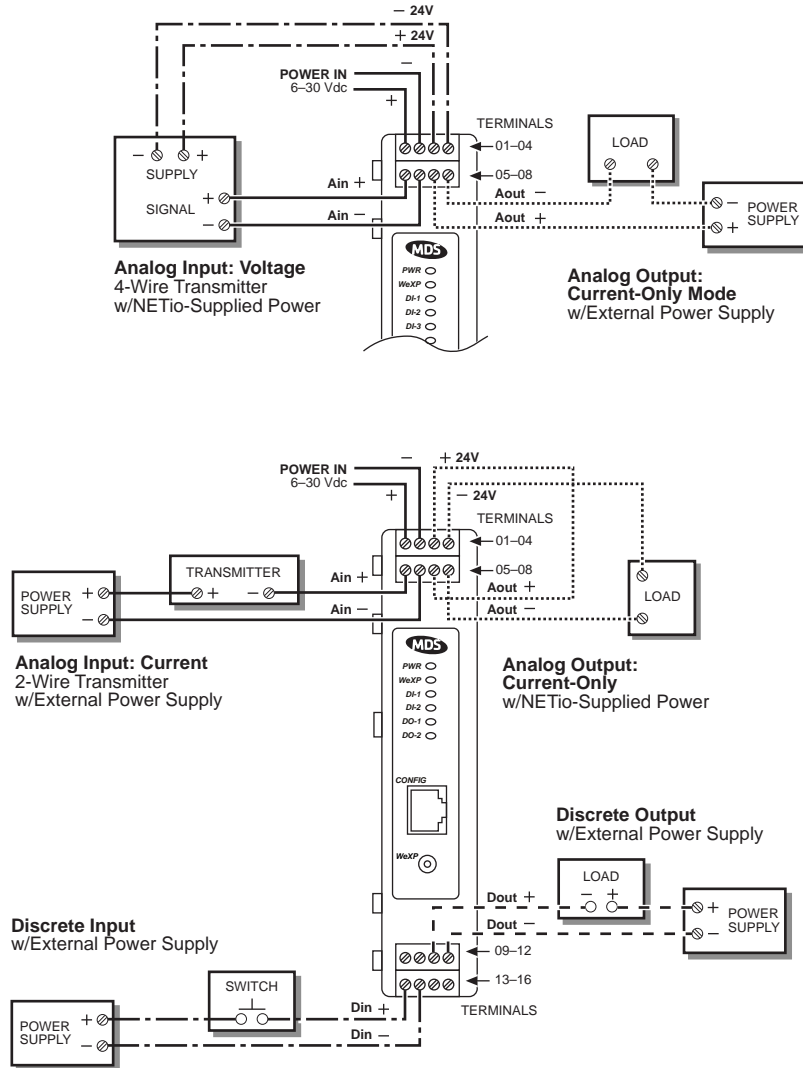 — 24V
+ 24V
—
POWER IN
6–30 Vdc
+
TERMINALS
01–04
05–08
— +
SUPPLY
SIGNAL
+
—
Ain +
Ain —
Aout —
Aout +
LOAD
—
+
POWER
SUPPLY
MDS
PWR
WeXP
DI-1
DI-2
DI-3
Analog Input: Voltage
4-Wire Transmitter
w/NETio-Supplied Power
Analog Output:
Current-Only Mode
w/External Power Supply
— + 24V
POWER IN
6–30 Vdc
+
— 24V
TERMINALS
01–04
05–08
TRANSMITTER
+ —
POWER
SUPPLY
+
—
Ain +
Ain —
Aout +
Aout —
LOAD
Analog Input: Current
2-Wire Transmitter
w/External Power Supply
MDS
PWR
WeXP
DI-1
DI-2
DO-1
DO-2
Analog Output:
Current-Only
w/NETio-Supplied Power
CONFIG
WeXP
Discrete Output
w/External Power Supply
LOAD
— +
Dout +
Dout —
+
—
POWER
SUPPLY
Discrete Input
w/External Power Supply
09–12
13–16
TERMINALS
SWITCH
POWER
SUPPLY
+
—
Din +
Din —